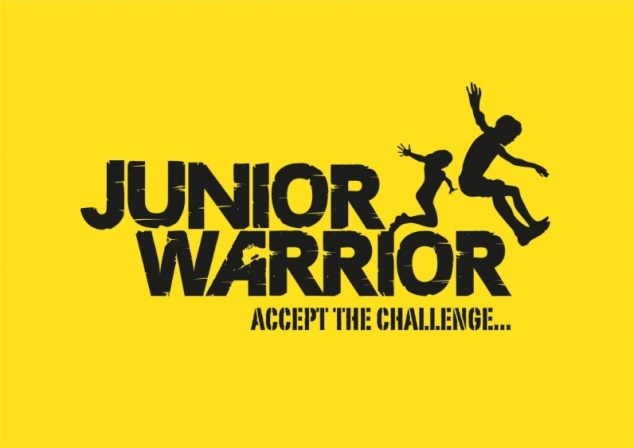 JUNIOR
WARRIOR
ACCEPT THE CHALLENGE...